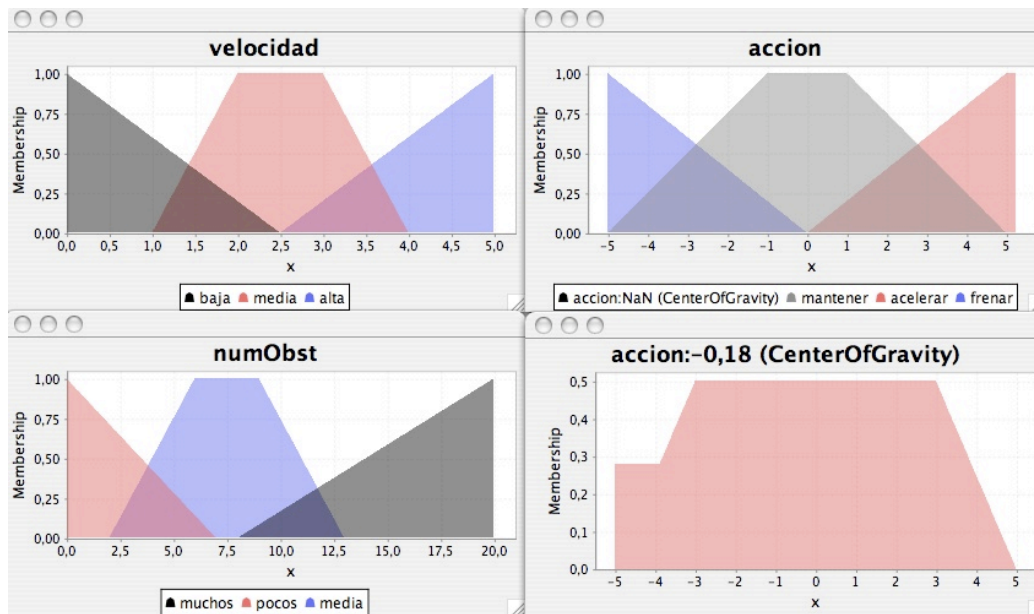 velocidad
Membership
1,00
0,75
0,50
0,25
0,00
0,0 0,5 1,0 1,5 2,0 2,5 3,0 3,5 4,0 4,5 5,0
x
baja media alta
accion
Membership
1,00
0,75
0,50
0,25
0,00
-5 -4 -3 -2 -1 0 1 2 3 4 5
x
accion:NaN (CenterOfGravity) mantener acelerar frenar
numObst
Membership
1,00
0,75
0,50
0,25
0,00
0,0 2,5 5,0 7,5 10,0 12,5 15,0 17,5 20,0
x
muchos pocos media
accion:-0,18 (CenterOfGravity)
Membership
0,5
0,4
0,3
0,2
0,1
0,0
-5 -4 -3 -2 -1 0 1 2 3 4 5
x